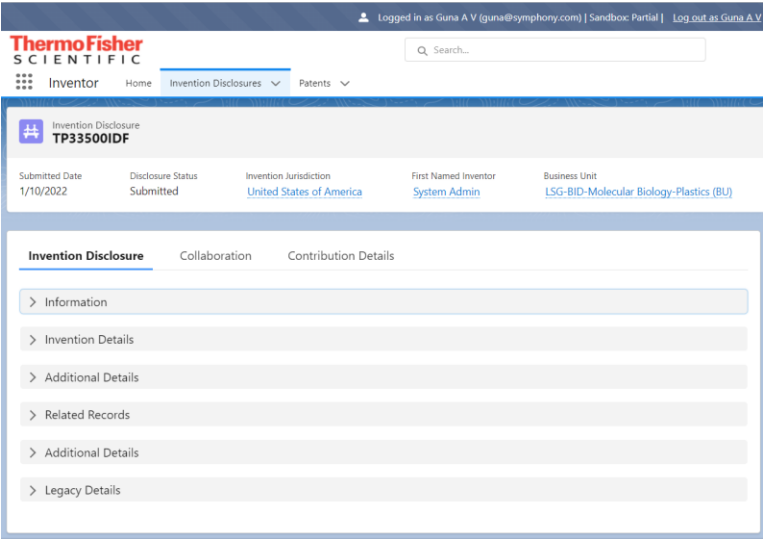 Logged in as Guna A V (guna@symphony.com) | Sandbox: Partial | Log out as Guna A V
ThermoFisher
SCIENTIFIC
Search...
Inventor Home Invention Disclosures Patents
Invention Disclosure
TP33500IDF
Submitted Date Disclosure Status Invention Jurisdiction First Named Inventor Business Unit
1/10/2022 Submitted United States of America System Admin LSG-BID-Molecular Biology-Plastics (BU)
Invention Disclosure Collaboration Contribution Details
Information
Invention Details
Additional Details
Related Records
Additional Details
Legacy Details